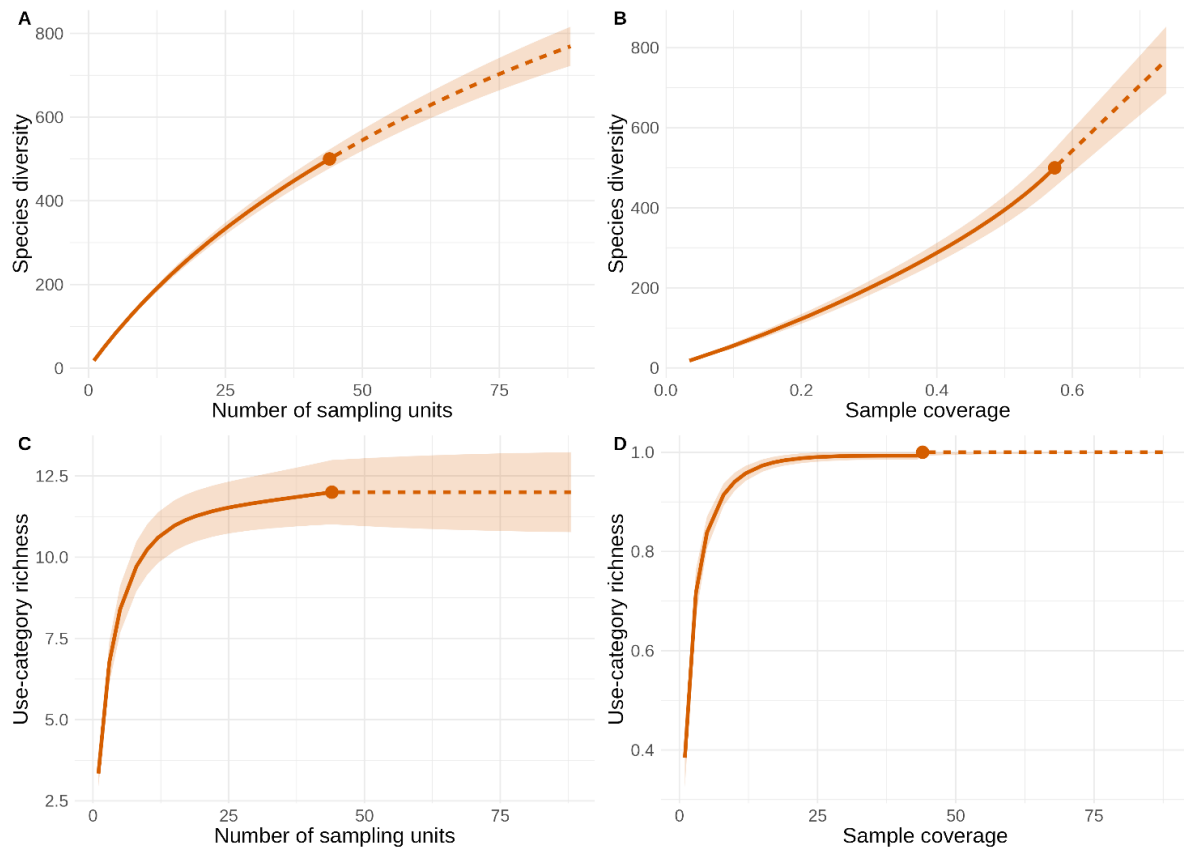 A
Species diversity
800
600
400
200
0
0 25 50 75
Number of sampling units
B
Species diversity
800
600
400
200
0
0.0 0.2 0.4 0.6
Sample coverage
C
Use-category richness
12.5
10.0
7.5
5.0
2.5
0 25 50 75
Number of sampling units
D
Use-category richness
1.0
0.8
0.6
0.4
0 25 50 75
Sample coverage